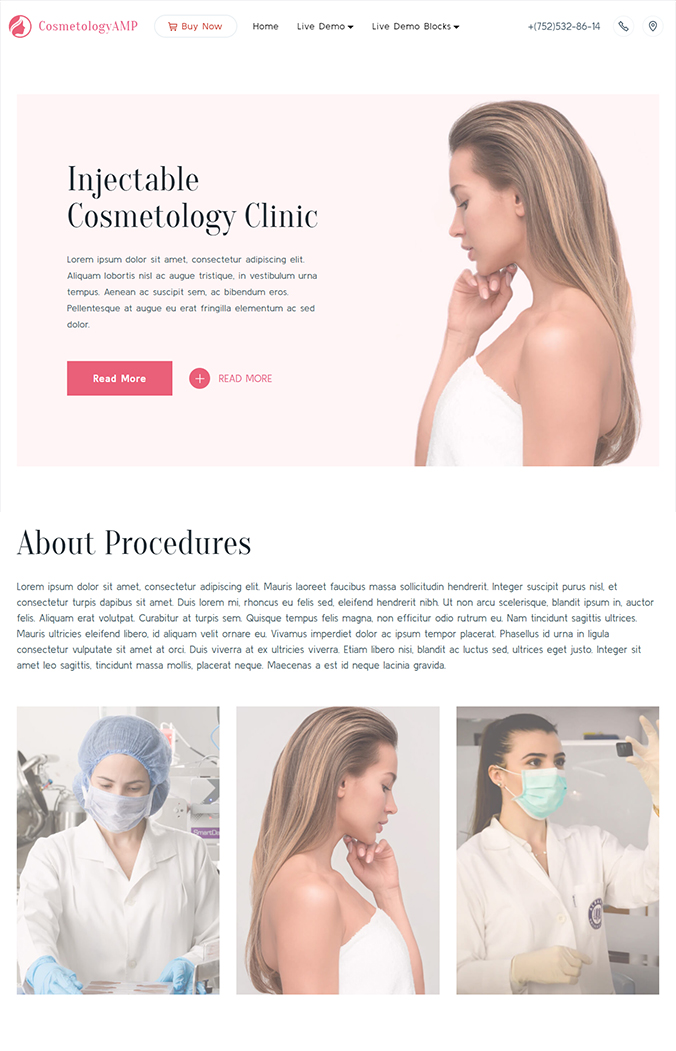 CosmetologyAMP Buy Now Home Live Demo Live Demo Blocks +(752)532-86-14
Injectable
Cosmetology Clinic
Lorem ipsum dolor sit amet, consectetur adipiscing elit.
Aliquam lobortis nisl ac augue tristique, in vestibulum urna
tempus. Aenean ac suscipit sem, ac bibendum eros.
Pellentesque at augue eu erat fringilla elementum ac sed
dolor.
Read More READ MORE
About Procedures
Lorem ipsum dolor sit amet, consectetur adipiscing elit. Mauris laoreet faucibus massa sollicitudin hendrerit. Integer suscipit purus nisl, et
consectetur turpis dapibus sit amet. Duis lorem mi, rhoncus eu felis sed, eleifend hendrerit nibh. Ut non arcu scelerisque, blandit ipsum in, auctor
felis. Aliquam erat volutpat. Curabitur at turpis sem. Quisque tempus felis magna, non efficitur odio rutrum eu. Nam tincidunt sagittis ultrices.
Mauris ultricies eleifend libero, id aliquam velit ornare eu. Vivamus imperdiet dolor ac ipsum tempor placerat. Phasellus id urna in ligula
consectetur vulputate sit amet at orci. Duis viverra at ex ultricies viverra. Etiam libero nisi, blandit ac luctus sed, ultrices eget justo. Integer sit
amet leo sagittis, tincidunt massa mollis, placerat neque. Maecenas a est id neque lacinia gravida.